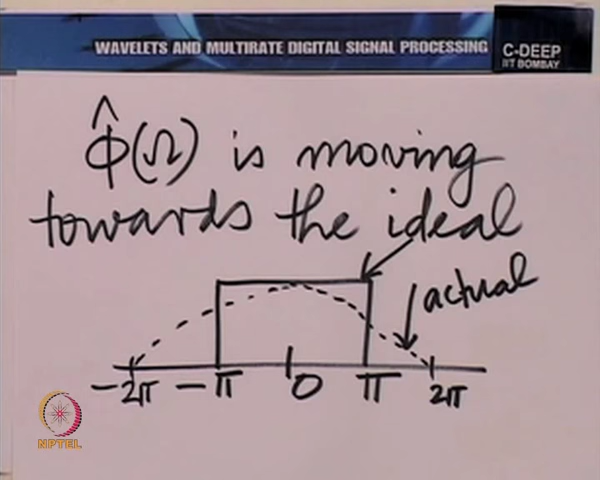 WAVELETS AND MULTIRATE DIGITAL SIGNAL PROCESSING
C-DEEP
IIT BOMBAY
Φ̂(Ω) is moving
towards the ideal
actual
-2π -π 0 π 2π
NPTEL